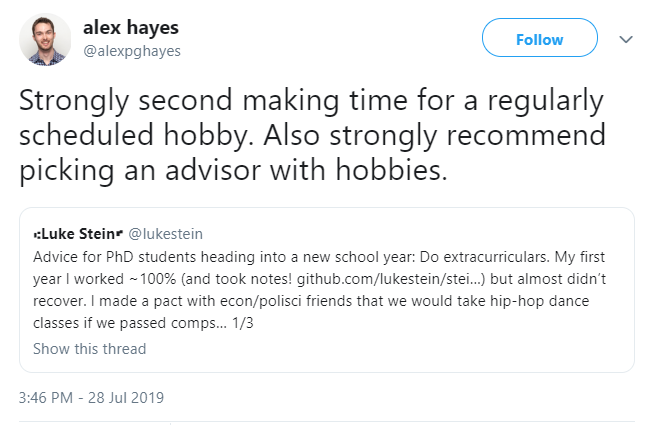 alex hayes
@alexpghayes
Follow
Strongly second making time for a regularly
scheduled hobby. Also strongly recommend
picking an advisor with hobbies.
⑆Luke Stein⑈ @lukestein
Advice for PhD students heading into a new school year: Do extracurriculars. My first
year I worked ~100% (and took notes! github.com/lukestein/stei...) but almost didn't
recover. I made a pact with econ/polisci friends that we would take hip-hop dance
classes if we passed comps... 1/3
Show this thread
3:46 PM - 28 Jul 2019